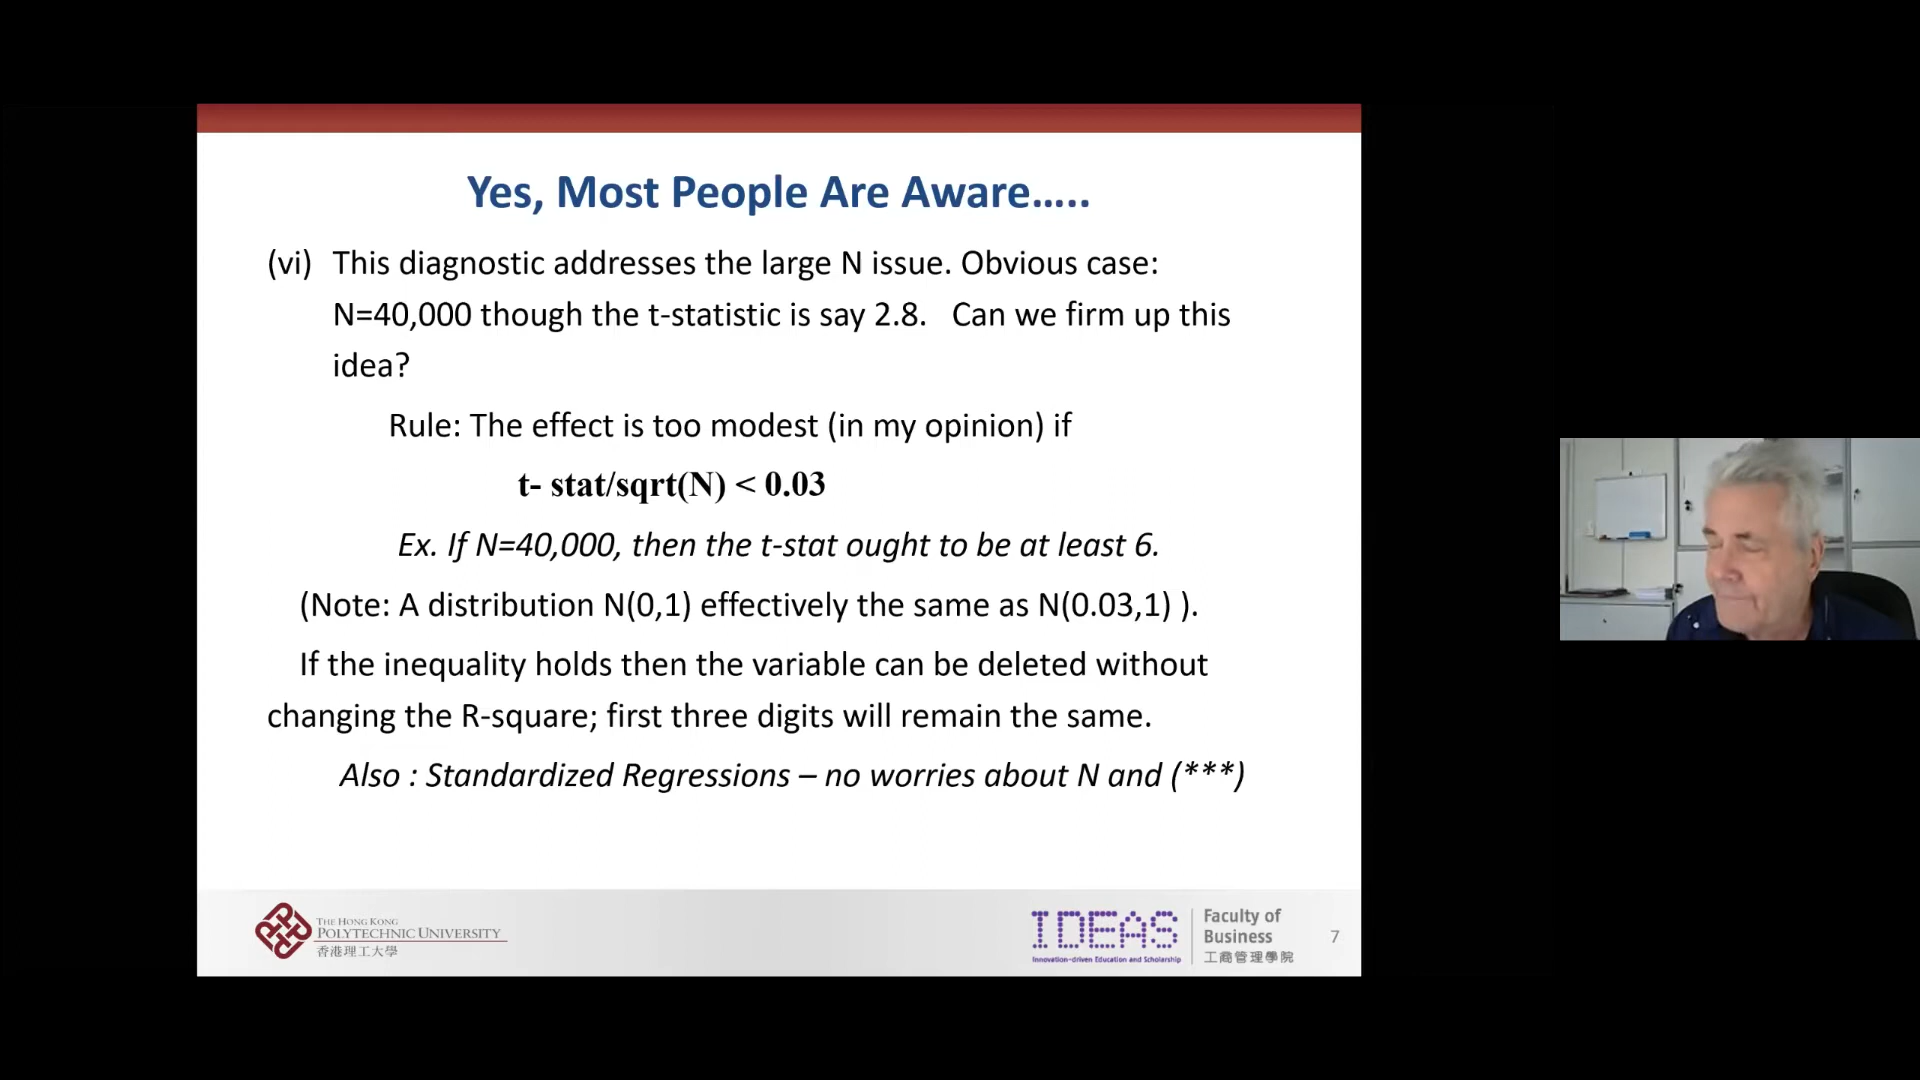 Yes, Most People Are Aware.....
(vi) This diagnostic addresses the large N issue. Obvious case:
N=40,000 though the t-statistic is say 2.8. Can we firm up this
idea?
Rule: The effect is too modest (in my opinion) if
t- stat/sqrt(N) < 0.03
Ex. If N=40,000, then the t-stat ought to be at least 6.
(Note: A distribution N(0,1) effectively the same as N(0.03,1) ).
If the inequality holds then the variable can be deleted without
changing the R-square; first three digits will remain the same.
Also : Standardized Regressions – no worries about N and (***)
THE HONG KONG
POLYTECHNIC UNIVERSITY
香港理工大學
IDEAS
Innovation-driven Education and Scholarship
Faculty of
Business
工商管理學院
7